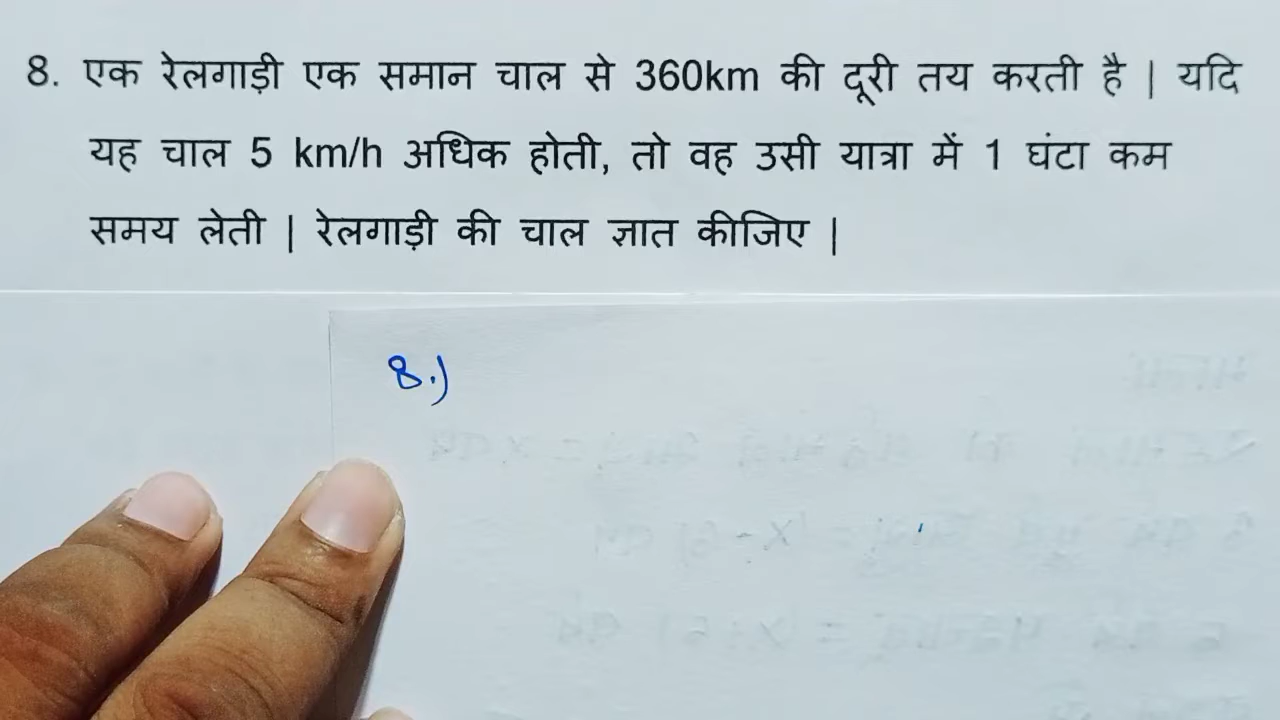 8. एक रेलगाड़ी एक समान चाल से 360km की दूरी तय करती है | यदि
यह चाल 5 km/h अधिक होती, तो वह उसी यात्रा में 1 घंटा कम
समय लेती | रेलगाड़ी की चाल ज्ञात कीजिए |
8.)